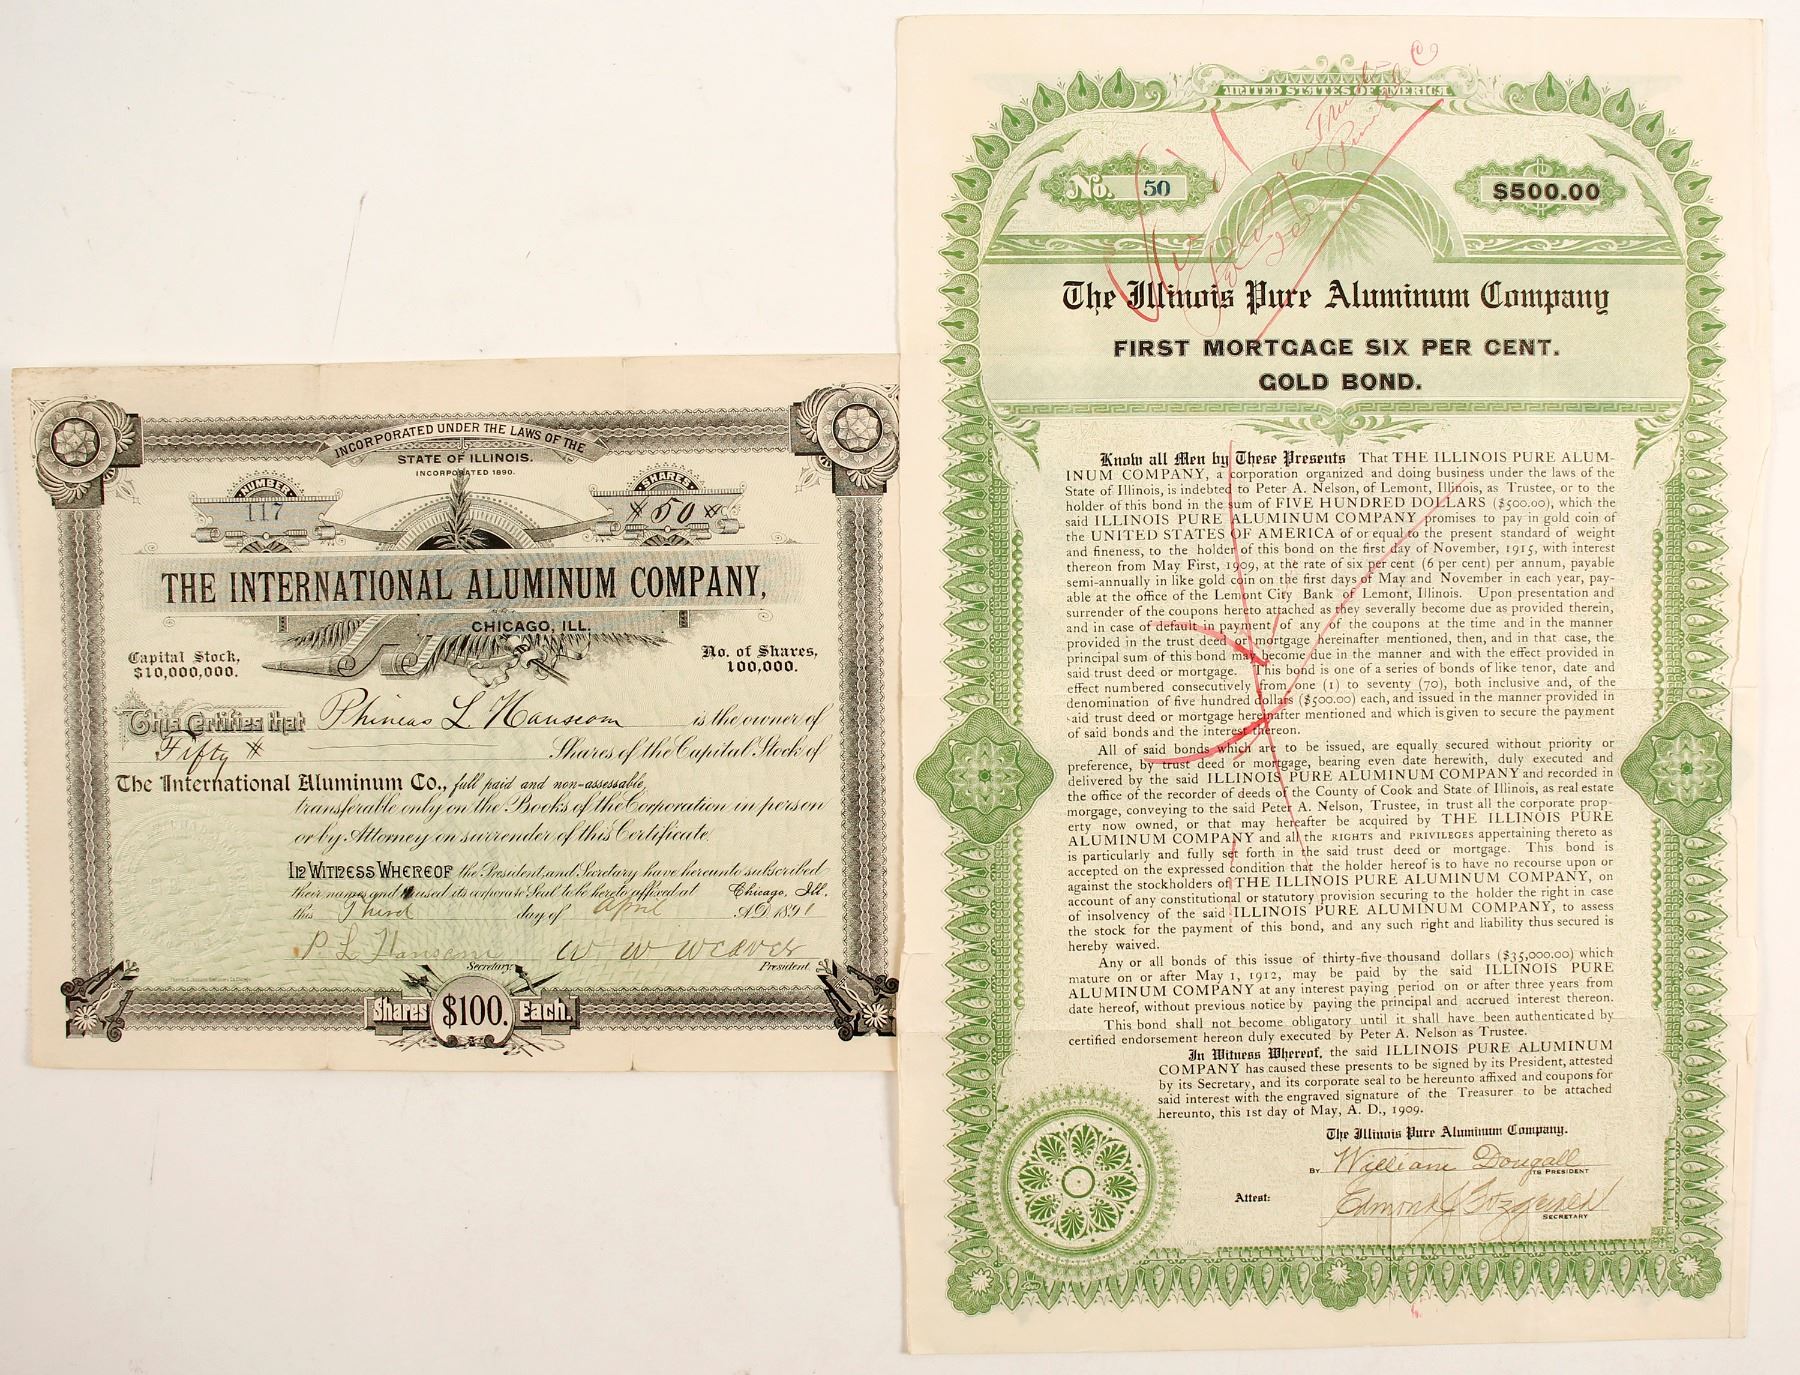 INCORPORATED UNDER THE LAWS OF THE
STATE OF ILLINOIS.
INCORPORATED 1890.
NUMBER
117
SHARES
50
THE INTERNATIONAL ALUMINUM COMPANY,
CHICAGO, ILL.
Capital Stock,
$10,000,000.
No. of Shares,
100,000.
This Certifies that Phineas L Hanscom is the owner of
Fifty Shares of the Capital Stock of
The International Aluminum Co., full paid and non-assessable,
transferable only on the Books of the Corporation in person
or by Attorney on surrender of this Certificate.
In Witness Whereof the President and Secretary have hereunto subscribed
their names and caused its corporate Seal to be hereto affixed at Chicago, Ill.
this Third day of April A.D. 1891
P L Hanscom W W Weaver
Secretary. President.
Shares $100. Each.
UNITED STATES OF AMERICA
No. 50
$500.00
The Illinois Pure Aluminum Company
FIRST MORTGAGE SIX PER CENT.
GOLD BOND.
Know all Men by These Presents That THE ILLINOIS PURE ALUM-
INUM COMPANY, a corporation organized and doing business under the laws of the
State of Illinois, is indebted to Peter A. Nelson, of Lemont, Illinois, as Trustee, or to the
holder of this bond in the sum of FIVE HUNDRED DOLLARS ($500.00), which the
said ILLINOIS PURE ALUMINUM COMPANY promises to pay in gold coin of
the UNITED STATES OF AMERICA of or equal to the present standard of weight
and fineness, to the holder of this bond on the first day of November, 1915, with interest
thereon from May First, 1909, at the rate of six per cent (6 per cent) per annum, payable
semi-annually in like gold coin on the first days of May and November in each year, pay-
able at the office of the Lemont City Bank of Lemont, Illinois. Upon presentation and
surrender of the coupons hereto attached as they severally become due as provided therein,
and in case of default in payment of any of the coupons at the time and in the manner
provided in the trust deed or mortgage hereinafter mentioned, then, and in that case, the
principal sum of this bond may become due in the manner and with the effect provided in
said trust deed or mortgage. This bond is one of a series of bonds of like tenor, date and
effect numbered consecutively from one (1) to seventy (70), both inclusive and, of the
denomination of five hundred dollars ($500.00) each, and issued in the manner provided in
said trust deed or mortgage hereinafter mentioned and which is given to secure the payment
of said bonds and the interest thereon.
All of said bonds which are to be issued, are equally secured without priority or
preference, by trust deed or mortgage, bearing even date herewith, duly executed and
delivered by the said ILLINOIS PURE ALUMINUM COMPANY and recorded in
the office of the recorder of deeds of the County of Cook and State of Illinois, as real estate
morgage, conveying to the said Peter A. Nelson, Trustee, in trust all the corporate prop-
erty now owned, or that may hereafter be acquired by THE ILLINOIS PURE
ALUMINUM COMPANY and all the RIGHTS and PRIVILEGES appertaining thereto as
is particularly and fully set forth in the said trust deed or mortgage. This bond is
accepted on the expressed condition that the holder hereof is to have no recourse upon or
against the stockholders of THE ILLINOIS PURE ALUMINUM COMPANY, on
account of any constitutional or statutory provision securing to the holder the right in case
of insolvency of the said ILLINOIS PURE ALUMINUM COMPANY, to assess
the stock for the payment of this bond, and any such right and liability thus secured is
hereby waived.
Any or all bonds of this issue of thirty-five thousand dollars ($35,000.00) which
mature on or after May 1, 1912, may be paid by the said ILLINOIS PURE
ALUMINUM COMPANY at any interest paying period on or after three years from
date hereof, without previous notice by paying the principal and accrued interest thereon.
This bond shall not become obligatory until it shall have been authenticated by
certified endorsement hereon duly executed by Peter A. Nelson as Trustee.
In Witness Whereof, the said ILLINOIS PURE ALUMINUM
COMPANY has caused these presents to be signed by its President, attested
by its Secretary, and its corporate seal to be hereunto affixed and coupons for
said interest with the engraved signature of the Treasurer to be attached
hereunto, this 1st day of May, A. D., 1909.
The Illinois Pure Aluminum Company.
BY William Dougall
ITS PRESIDENT
Attest: Edmond J Fitzgerald
SECRETARY